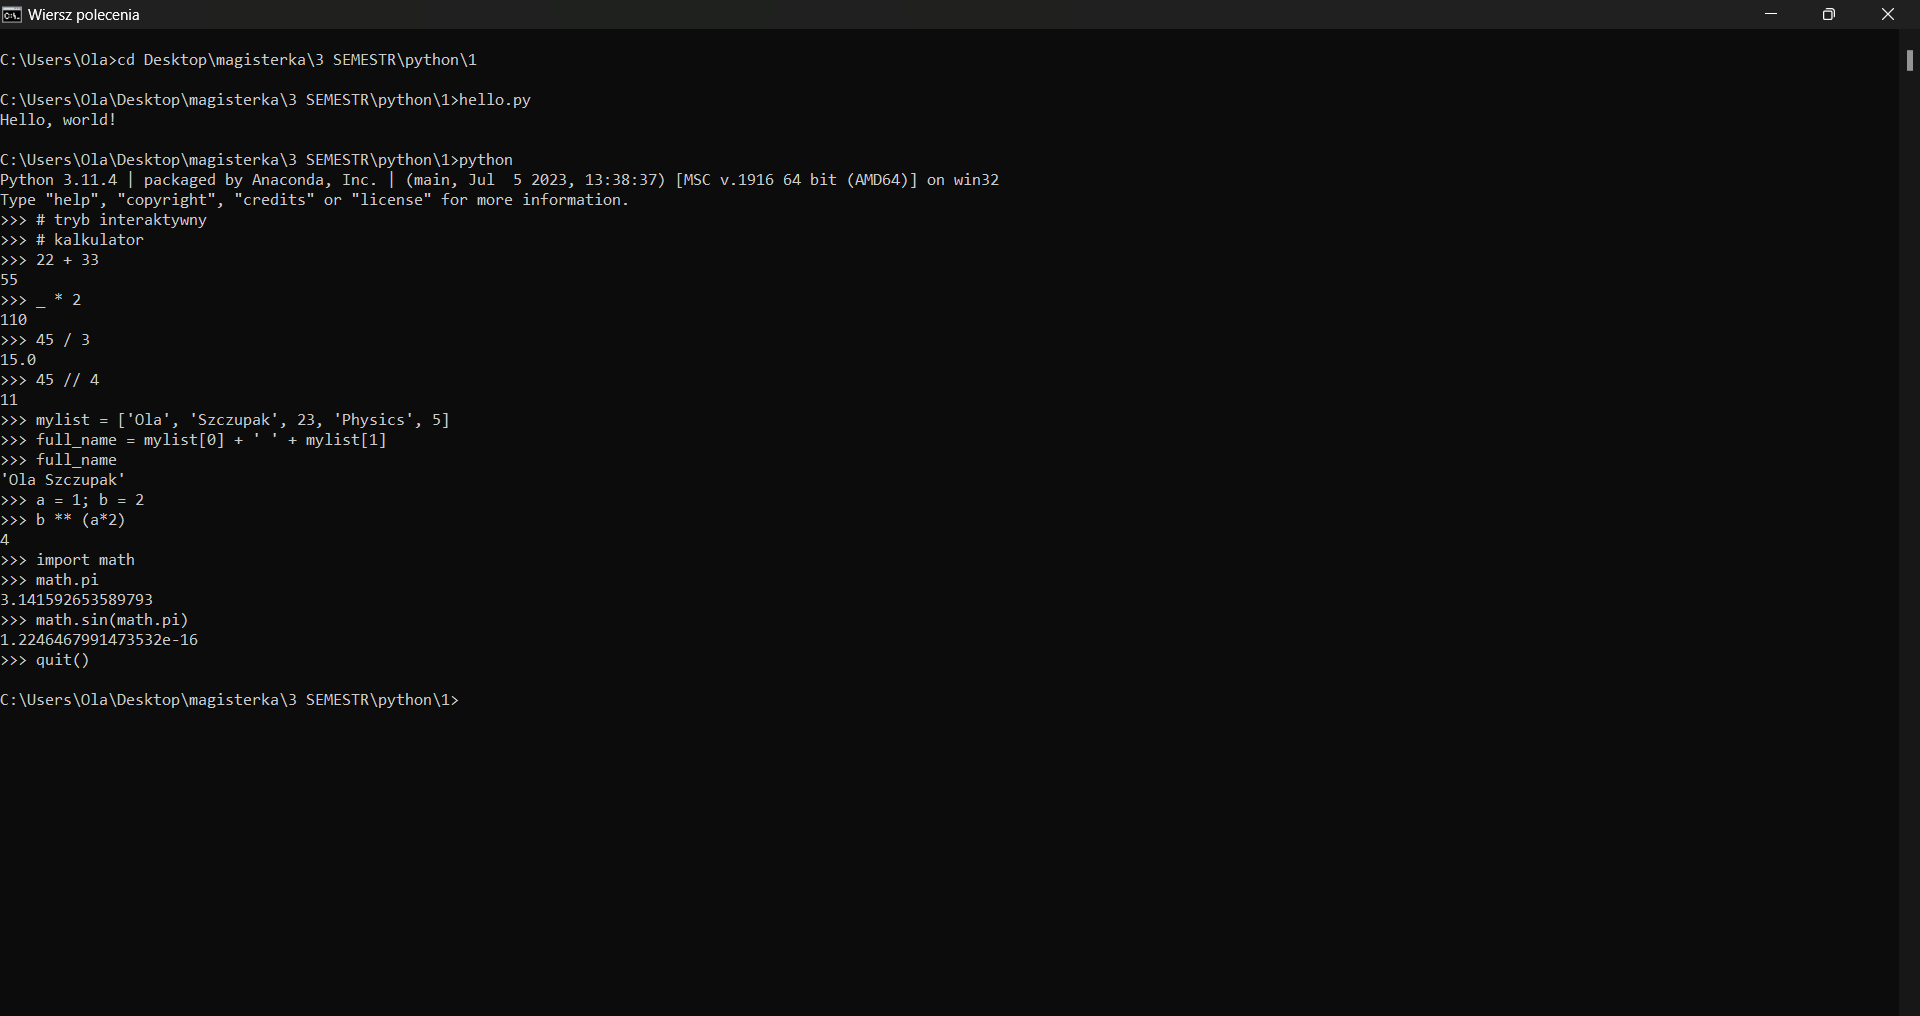 Wiersz polecenia
C:\Users\Ola>cd Desktop\magisterka\3 SEMESTR\python\1
C:\Users\Ola\Desktop\magisterka\3 SEMESTR\python\1>hello.py
Hello, world!
C:\Users\Ola\Desktop\magisterka\3 SEMESTR\python\1>python
Python 3.11.4 | packaged by Anaconda, Inc. | (main, Jul  5 2023, 13:38:37) [MSC v.1916 64 bit (AMD64)] on win32
Type "help", "copyright", "credits" or "license" for more information.
>>> # tryb interaktywny
>>> # kalkulator
>>> 22 + 33
55
>>> _ * 2
110
>>> 45 / 3
15.0
>>> 45 // 4
11
>>> mylist = ['Ola', 'Szczupak', 23, 'Physics', 5]
>>> full_name = mylist[0] + ' ' + mylist[1]
>>> full_name
'Ola Szczupak'
>>> a = 1; b = 2
>>> b ** (a*2)
4
>>> import math
>>> math.pi
3.141592653589793
>>> math.sin(math.pi)
1.2246467991473532e-16
>>> quit()
C:\Users\Ola\Desktop\magisterka\3 SEMESTR\python\1>